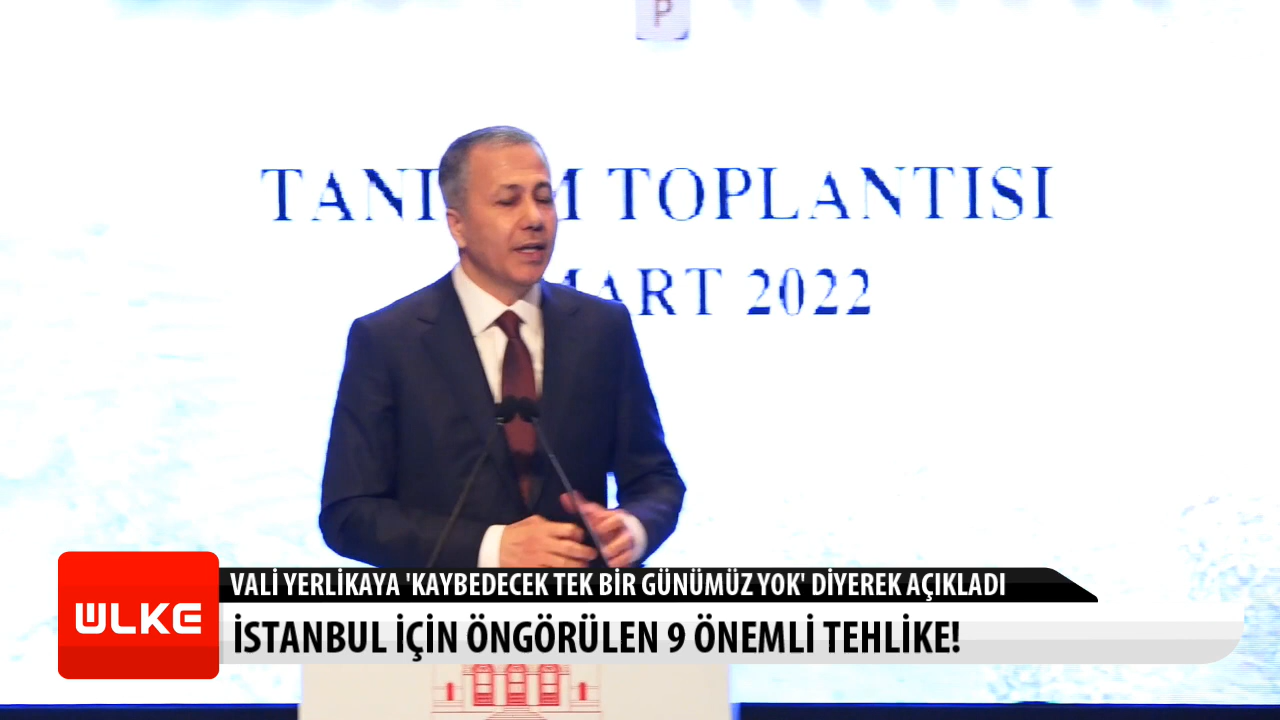 P
TANI M TOPLANTISI
MART 2022
VALİ YERLİKAYA 'KAYBEDECEK TEK BİR GÜNÜMÜZ YOK' DİYEREK AÇIKLADI
ÜLKE
İSTANBUL İÇİN ÖNGÖRÜLEN 9 ÖNEMLİ TEHLİKE!